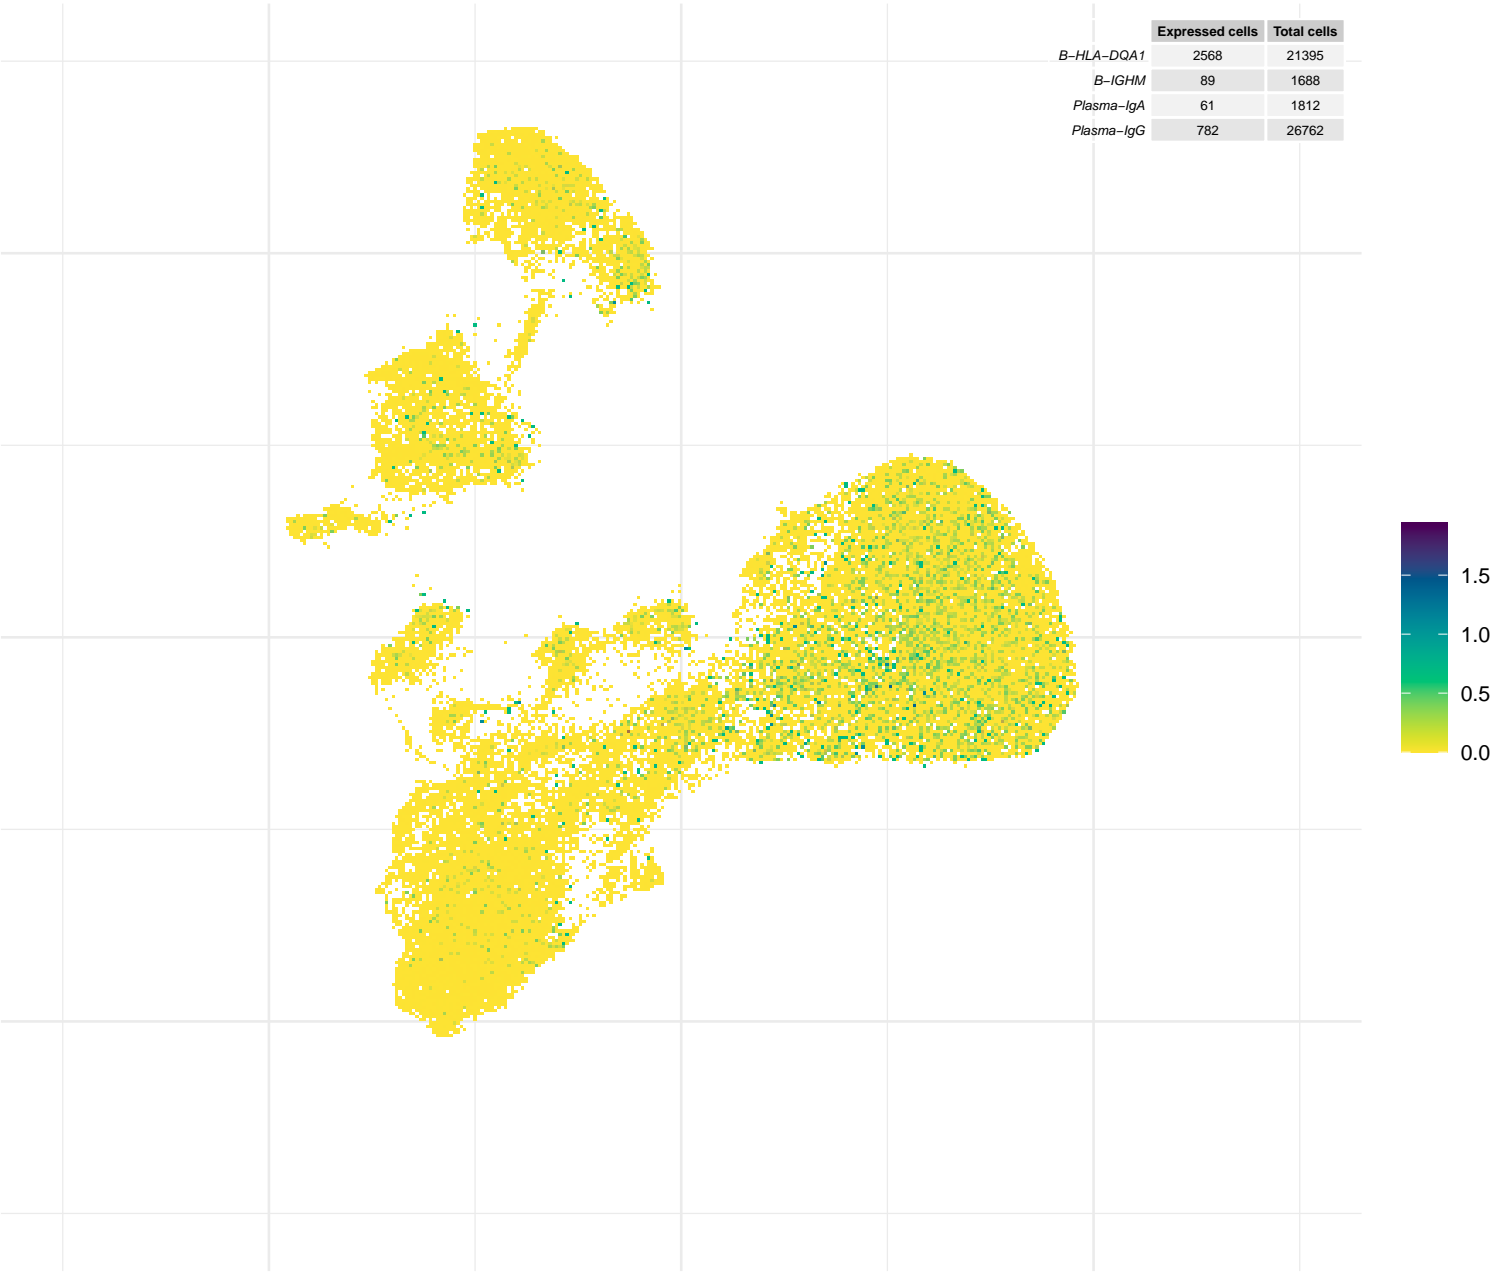 Expressed cells Total cells
B-HLA-DQA1 2568 21395
B-IGHM 89 1688
Plasma-IgA 61 1812
Plasma-IgG 782 26762
1.5
1.0
0.5
0.0